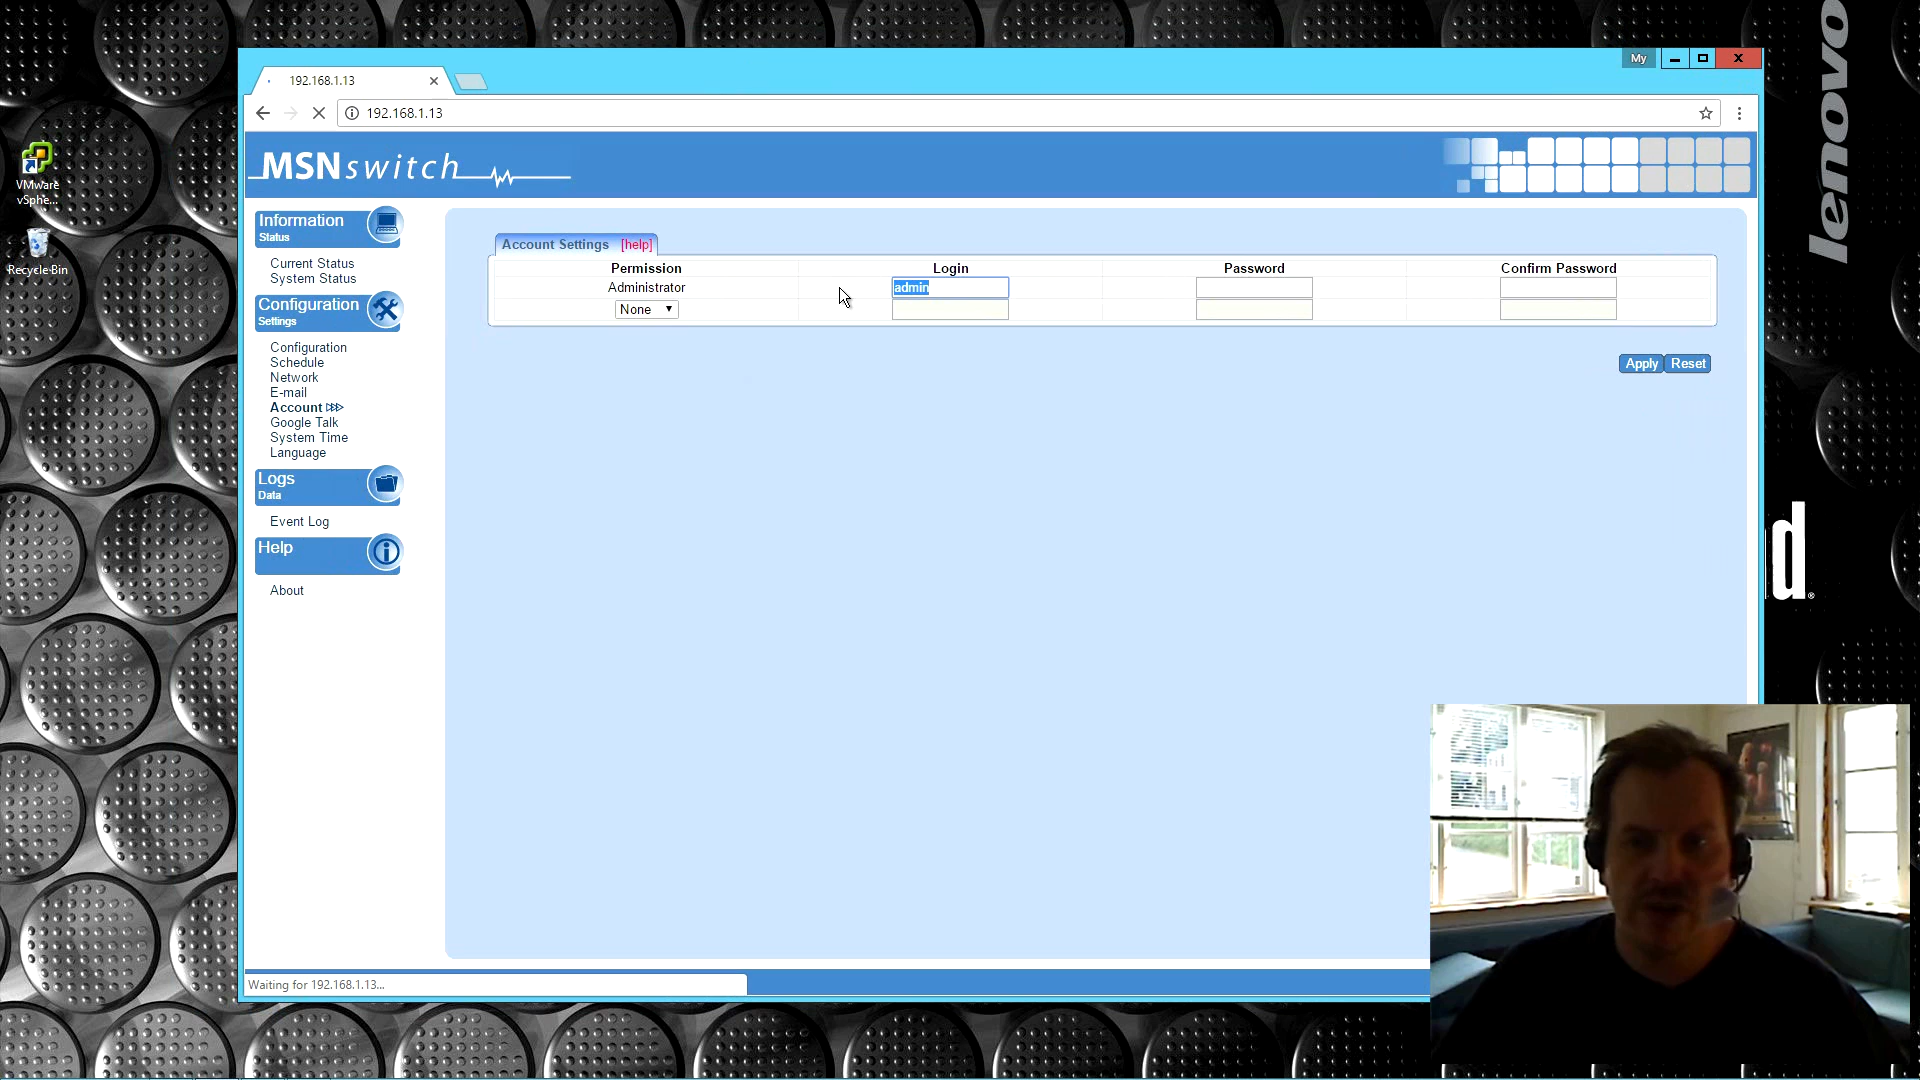 My
192.168.1.13
192.168.1.13
lenovo
MSNswitch
VMware
vSphe...
Recycle Bin
Information
Status
Current Status
System Status
Configuration
Settings
Configuration
Schedule
Network
E-mail
Account
Google Talk
System Time
Language
Logs
Data
Event Log
Help
About
Account Settings [help]
Permission Login Password Confirm Password
Administrator admin
None
Apply Reset
d®
Waiting for 192.168.1.13...